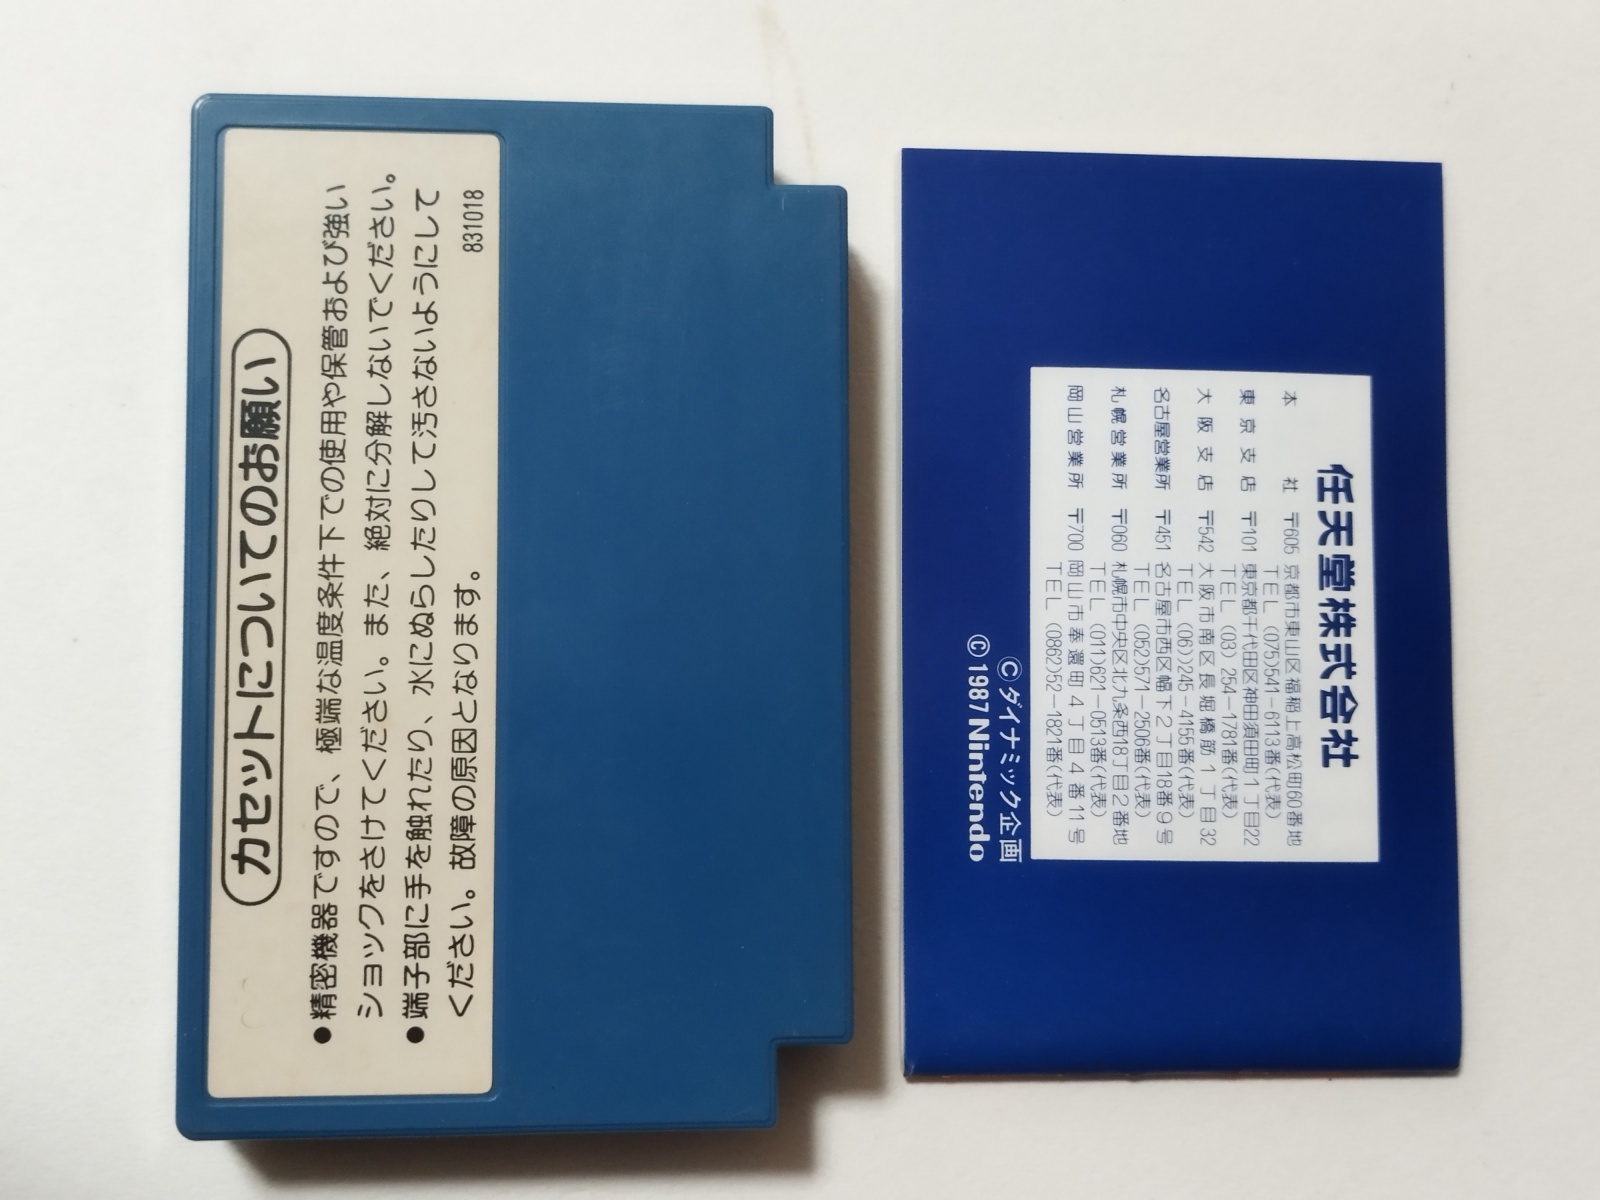 カセットについてのお願い
●精密機器ですので、極端な温度条件下での使用や保管および強い
ショックをさけてください。また、絶対に分解しないでください。
●端子部に手を触れたり、水にぬらしたりして汚さないようにして
ください。故障の原因となります。
831018
任天堂株式会社
本社 〒605 京都市東山区福稲上高松町60番地
TEL (075)541-6113番(代表)
東京支店 〒101 東京都千代田区神田須田町1丁目22
TEL (03) 254-1781番(代表)
大阪支店 〒542 大阪市南区長堀橋筋1丁目32
TEL (06)245-4155番(代表)
名古屋営業所 〒451 名古屋市西区幅下2丁目18番9号
TEL (052)571-2506番(代表)
札幌営業所 〒060 札幌市中央区北九条西18丁目2番地
TEL (011)621-0513番(代表)
岡山営業所 〒700 岡山市奉還町4丁目4番11号
TEL (0862)52-1821番(代表)
©ダイナミック企画
©1987 Nintendo